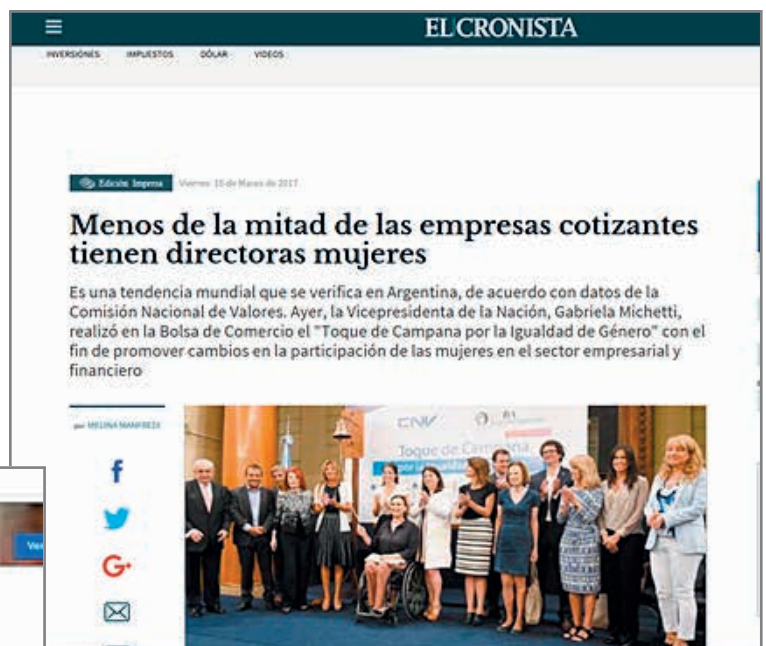 EL CRONISTA
INVERSIONES IMPUESTOS DÓLAR VIDEOS
Edición Impresa Viernes de Marzo de 2017
Menos de la mitad de las empresas cotizantes
tienen directoras mujeres
Es una tendencia mundial que se verifica en Argentina, de acuerdo con datos de la
Comisión Nacional de Valores. Ayer, la Vicepresidenta de la Nación, Gabriela Michetti,
realizó en la Bolsa de Comercio el "Toque de Campana por la Igualdad de Género" con el
fin de promover cambios en la participación de las mujeres en el sector empresarial y
financiero
por MELINA MANFREDI
CNV
Toque de Campana
f
G+